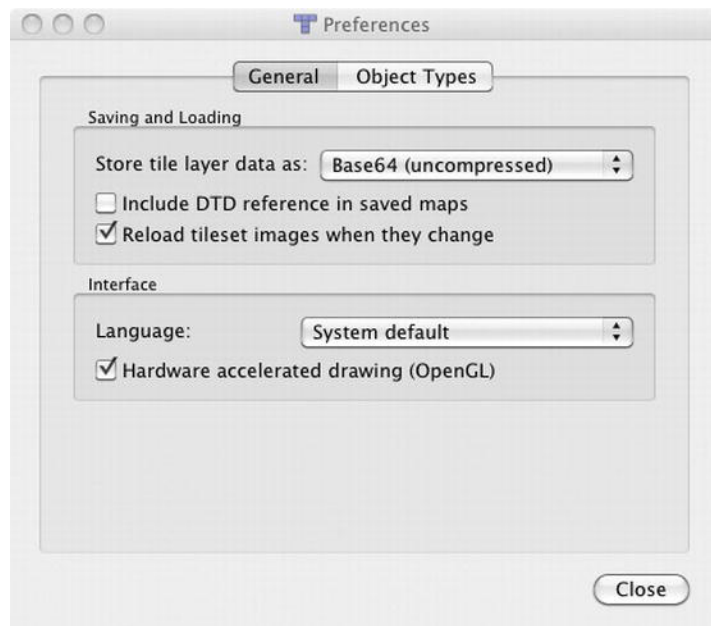 Preferences
General Object Types
Saving and Loading
Store tile layer data as: Base64 (uncompressed)
Include DTD reference in saved maps
Reload tileset images when they change
Interface
Language: System default
Hardware accelerated drawing (OpenGL)
Close